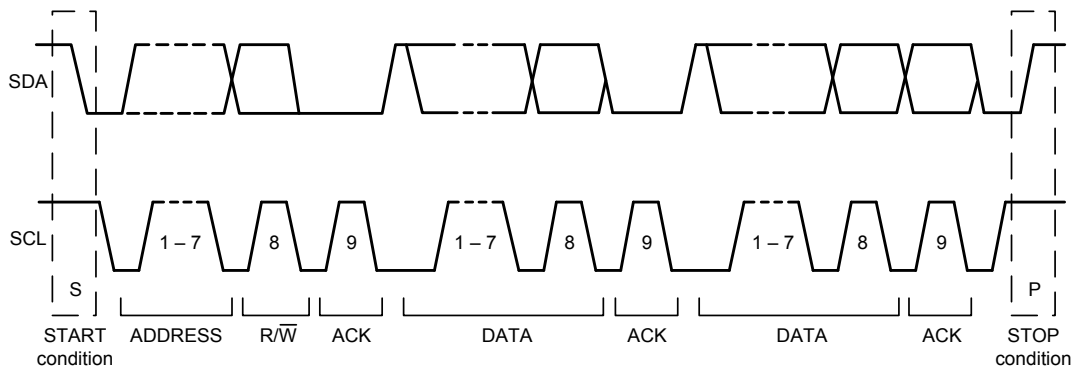 SDA
SCL
1 – 7 8 9 1 – 7 8 9 1 – 7 8 9
S P
START condition
ADDRESS R/W̅ ACK DATA ACK DATA ACK
STOP condition